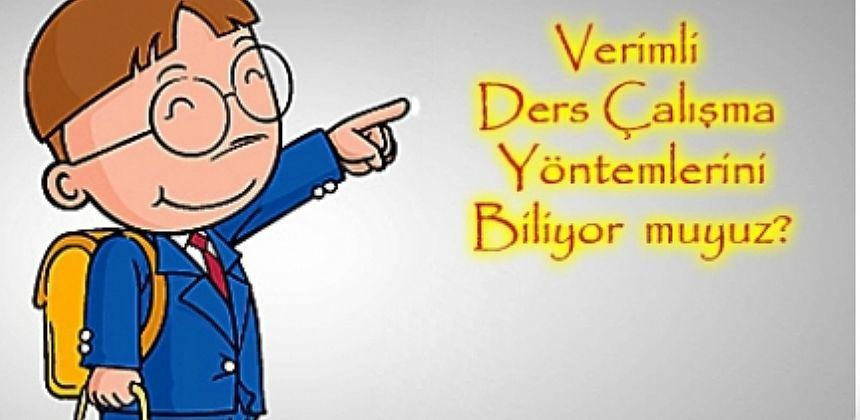 Verimli
Ders Çalışma
Yöntemlerini
Biliyor muyuz?